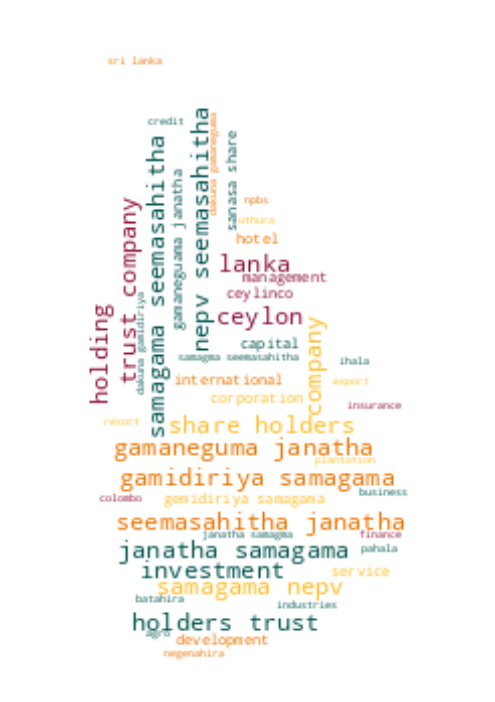 sri lanka
credit
samagama seemasahitha
nepv seemasahitha
dakuna gamaneguma
sanasa share
gamaneguma janatha
trust company
holding
dakuna gamidiriya
npbs
uthura
hotel
lanka
management
ceylinco
ceylon
capital
company
samagma seemasahitha
ihala
international
export
corporation
insurance
resort
share holders
gamaneguma janatha
plantation
gamidiriya samagama
business
colombo
gemidiriya samagama
seemasahitha janatha
janatha samagma
finance
janatha samagama
pahala
investment
service
samagama nepv
batahira
industries
holders trust
agro
development
negenahira